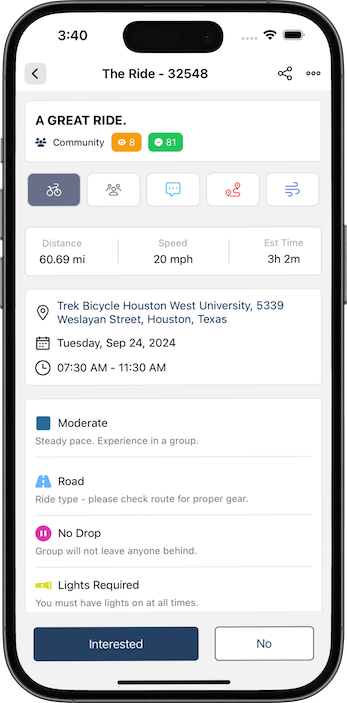 3:40
The Ride - 32548
A GREAT RIDE.
Community 8 81
Distance Speed Est Time
60.69 mi 20 mph 3h 2m
Trek Bicycle Houston West University, 5339
Weslayan Street, Houston, Texas
Tuesday, Sep 24, 2024
07:30 AM - 11:30 AM
Moderate
Steady pace. Experience in a group.
Road
Ride type - please check route for proper gear.
No Drop
Group will not leave anyone behind.
Lights Required
You must have lights on at all times.
Interested No